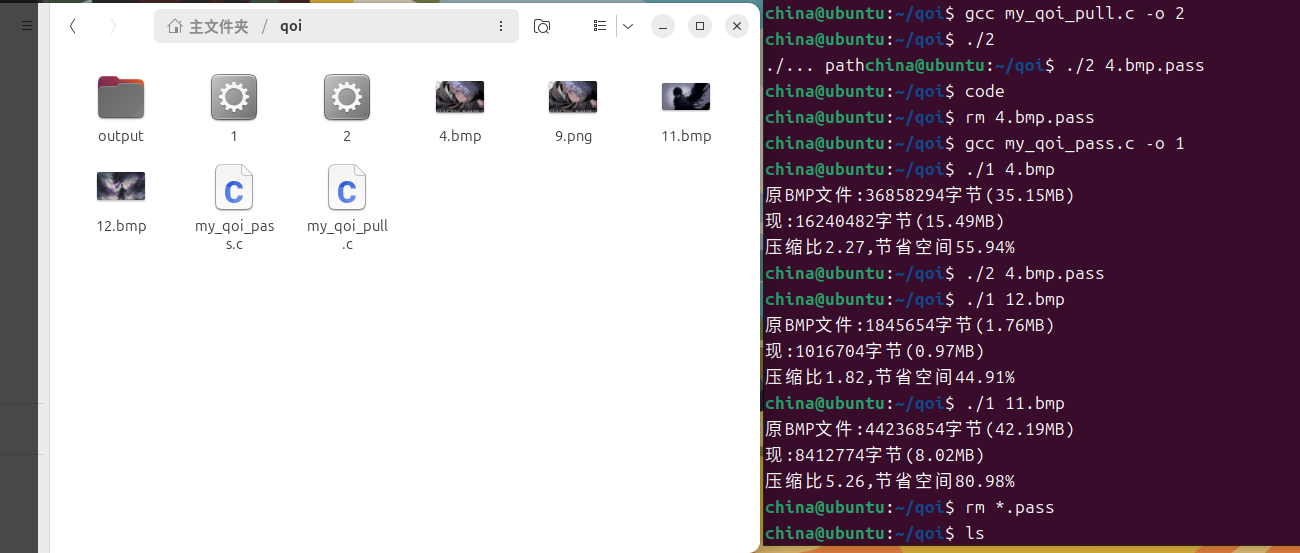 主文件夹 / qoi
output
1
2
4.bmp
9.png
11.bmp
12.bmp
my_qoi_pas
s.c
my_qoi_pull
.c
china@ubuntu:~/qoi$ gcc my_qoi_pull.c -o 2
china@ubuntu:~/qoi$ ./2
./... pathchina@ubuntu:~/qoi$ ./2 4.bmp.pass
china@ubuntu:~/qoi$ code
china@ubuntu:~/qoi$ rm 4.bmp.pass
china@ubuntu:~/qoi$ gcc my_qoi_pass.c -o 1
china@ubuntu:~/qoi$ ./1 4.bmp
原BMP文件:36858294字节(35.15MB)
现:16240482字节(15.49MB)
压缩比2.27,节省空间55.94%
china@ubuntu:~/qoi$ ./2 4.bmp.pass
china@ubuntu:~/qoi$ ./1 12.bmp
原BMP文件:1845654字节(1.76MB)
现:1016704字节(0.97MB)
压缩比1.82,节省空间44.91%
china@ubuntu:~/qoi$ ./1 11.bmp
原BMP文件:44236854字节(42.19MB)
现:8412774字节(8.02MB)
压缩比5.26,节省空间80.98%
china@ubuntu:~/qoi$ rm *.pass
china@ubuntu:~/qoi$ ls